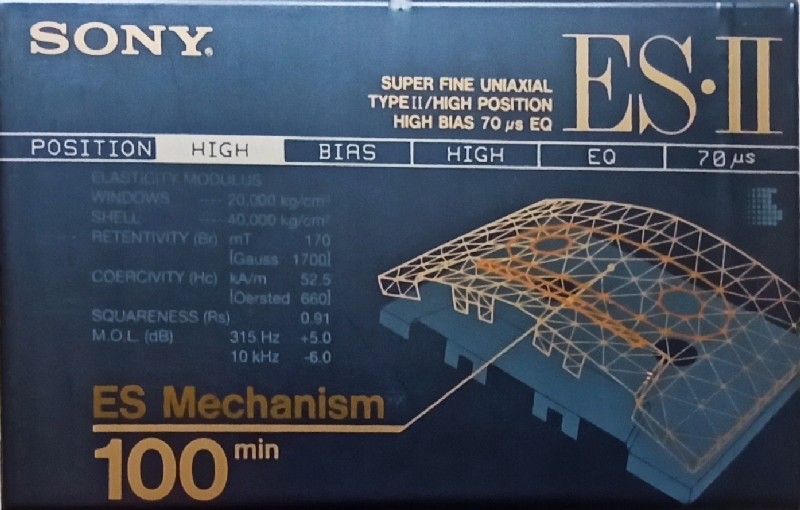 SONY.
ES·II
SUPER FINE UNIAXIAL
TYPE II/HIGH POSITION
HIGH BIAS 70 µs EQ
POSITION HIGH BIAS HIGH EQ 70 µs
ELASTICITY MODULUS
WINDOWS ---- 20,000 kg/cm²
SHELL ---- 40,000 kg/cm²
RETENTIVITY (Br) mT 170
[Gauss 1700]
COERCIVITY (Hc) kA/m 52.5
[Oersted 660]
SQUARENESS (Rs) 0.91
M.O.L. (dB) 315 Hz +5.0
10 kHz -6.0
ES Mechanism
100 min